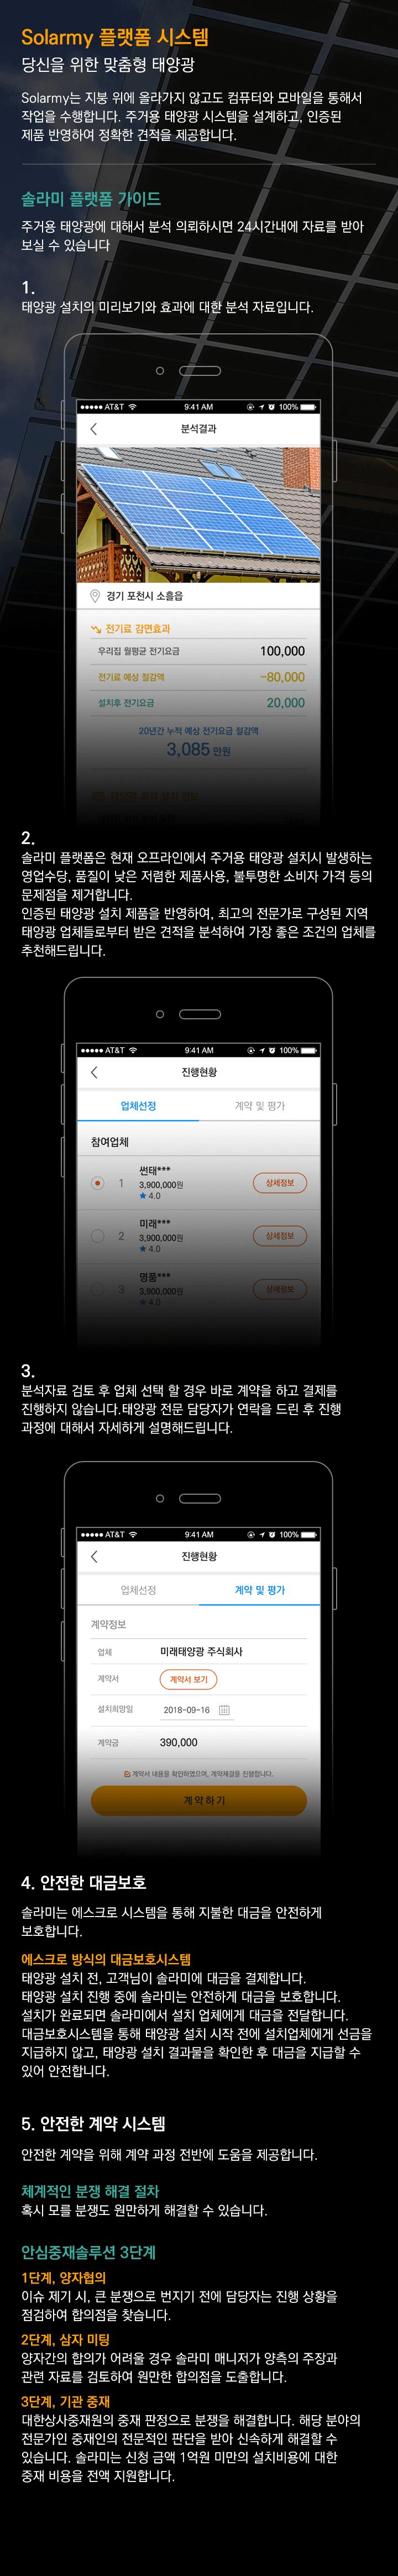 Solarmy 플랫폼 시스템
당신을 위한 맞춤형 태양광
Solarmy는 지붕 위에 올라가지 않고도 컴퓨터와 모바일을 통해서
작업을 수행합니다. 주거용 태양광 시스템을 설계하고, 인증된
제품 반영하여 정확한 견적을 제공합니다.
솔라미 플랫폼 가이드
주거용 태양광에 대해서 분석 의뢰하시면 24시간내에 자료를 받아
보실 수 있습니다
1.
태양광 설치의 미리보기와 효과에 대한 분석 자료입니다.
AT&T 9:41 AM 100%
분석결과
경기 포천시 소흘읍
전기료 감면효과
우리집 월평균 전기요금 100,000
전기료 예상 절감액 -80,000
설치후 전기요금 20,000
20년간 누적 예상 전기요금 절감액
3,085 만원
2.
솔라미 플랫폼은 현재 오프라인에서 주거용 태양광 설치시 발생하는
영업수당, 품질이 낮은 저렴한 제품사용, 불투명한 소비자 가격 등의
문제점을 제거합니다.
인증된 태양광 설치 제품을 반영하여, 최고의 전문가로 구성된 지역
태양광 업체들로부터 받은 견적을 분석하여 가장 좋은 조건의 업체를
추천해드립니다.
AT&T 9:41 AM 100%
진행현황
업체선정 계약 및 평가
참여업체
썬태***
1 3,900,000원 상세정보
4.0
미래***
2 3,900,000원 상세정보
4.0
명품***
3 3,900,000원 상세정보
4.0
3.
분석자료 검토 후 업체 선택 할 경우 바로 계약을 하고 결제를
진행하지 않습니다.태양광 전문 담당자가 연락을 드린 후 진행
과정에 대해서 자세하게 설명해드립니다.
AT&T 9:41 AM 100%
진행현황
업체선정 계약 및 평가
계약정보
업체 미래태양광 주식회사
계약서 계약서 보기
설치희망일 2018-09-16
계약금 390,000
계약서 내용을 확인하였으며, 계약체결을 진행합니다.
계약하기
4. 안전한 대금보호
솔라미는 에스크로 시스템을 통해 지불한 대금을 안전하게
보호합니다.
에스크로 방식의 대금보호시스템
태양광 설치 전, 고객님이 솔라미에 대금을 결제합니다.
태양광 설치 진행 중에 솔라미는 안전하게 대금을 보호합니다.
설치가 완료되면 솔라미에서 설치 업체에게 대금을 전달합니다.
대금보호시스템을 통해 태양광 설치 시작 전에 설치업체에게 선금을
지급하지 않고, 태양광 설치 결과물을 확인한 후 대금을 지급할 수
있어 안전합니다.
5. 안전한 계약 시스템
안전한 계약을 위해 계약 과정 전반에 도움을 제공합니다.
체계적인 분쟁 해결 절차
혹시 모를 분쟁도 원만하게 해결할 수 있습니다.
안심중재솔루션 3단계
1단계, 양자협의
이슈 제기 시, 큰 분쟁으로 번지기 전에 담당자는 진행 상황을
점검하여 합의점을 찾습니다.
2단계, 삼자 미팅
양자간의 합의가 어려울 경우 솔라미 매니저가 양측의 주장과
관련 자료를 검토하여 원만한 합의점을 도출합니다.
3단계, 기관 중재
대한상사중재원의 중재 판정으로 분쟁을 해결합니다. 해당 분야의
전문가인 중재인의 전문적인 판단을 받아 신속하게 해결할 수
있습니다. 솔라미는 신청 금액 1억원 미만의 설치비용에 대한
중재 비용을 전액 지원합니다.